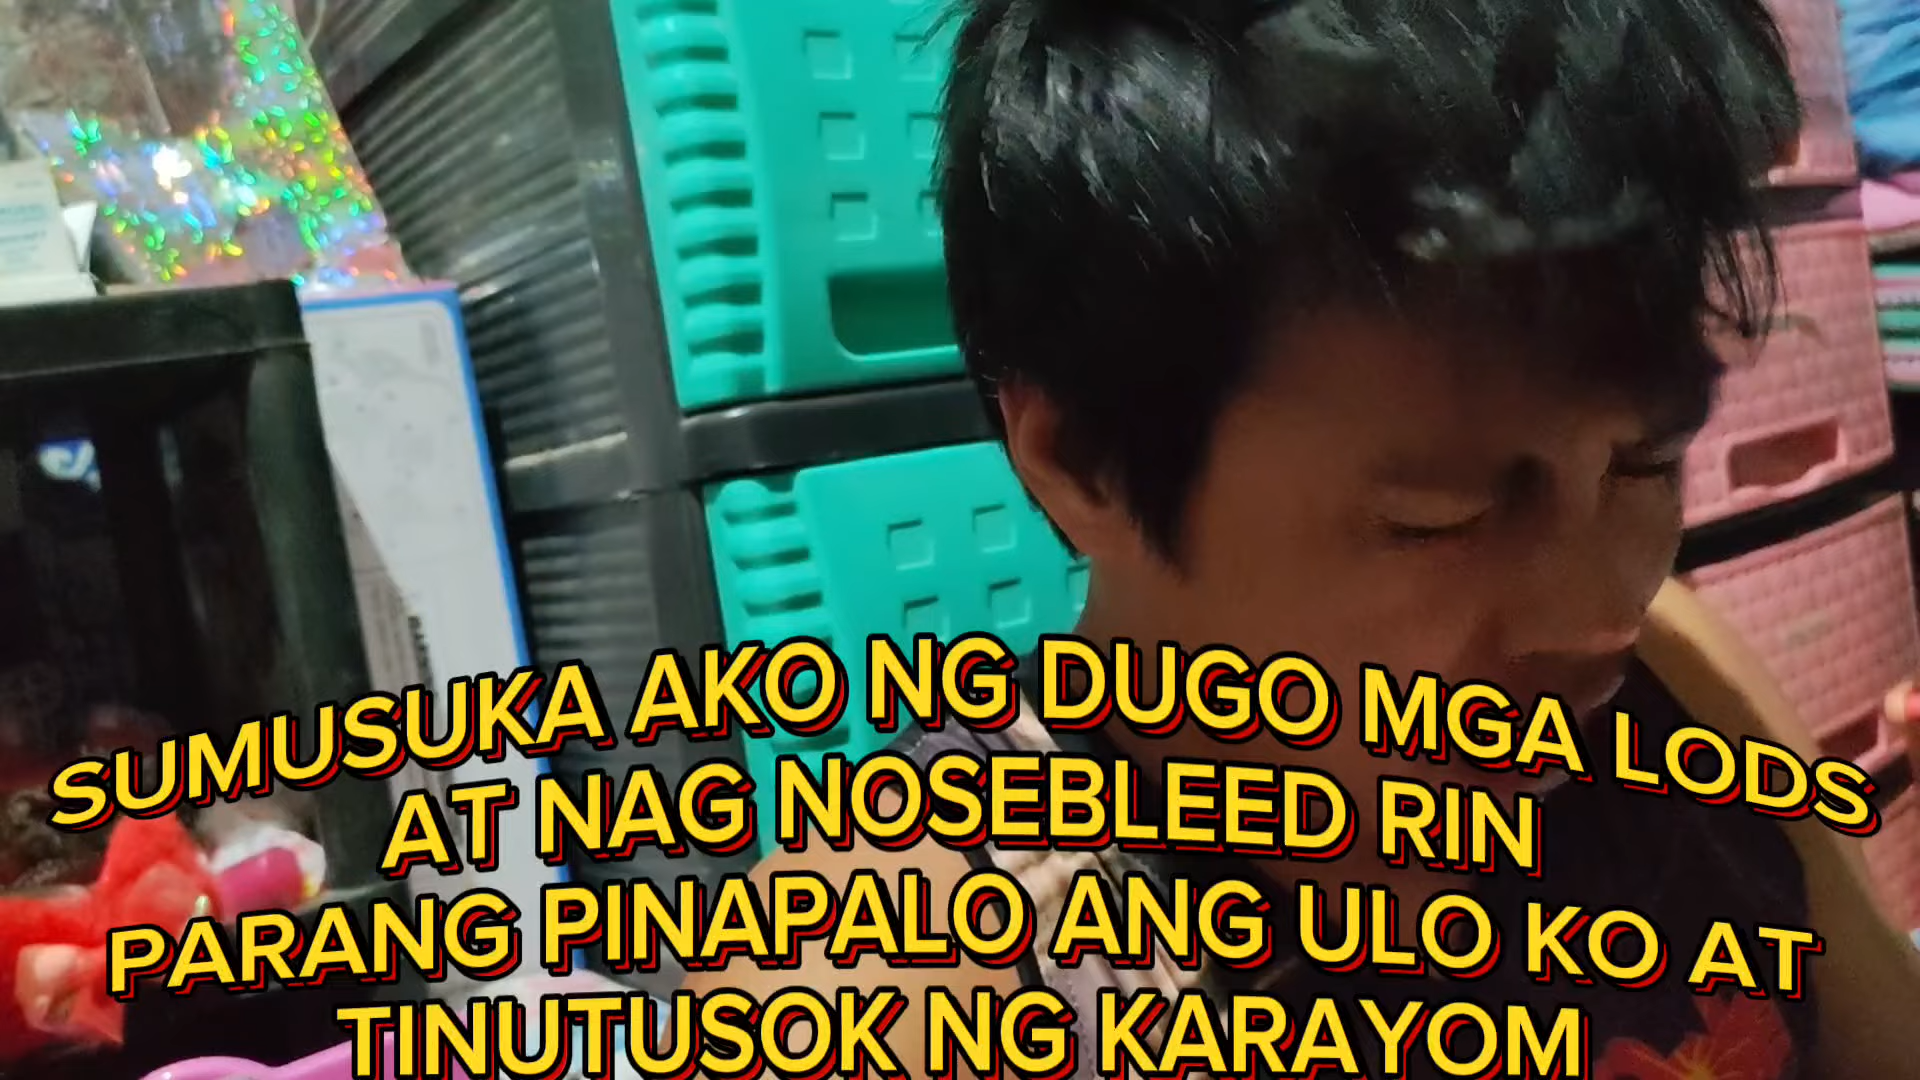 SUMUSUKA AKO NG DUGO MGA LODS
AT NAG NOSEBLEED RIN
PARANG PINAPALO ANG ULO KO AT
TINUTUSOK NG KARAYOM